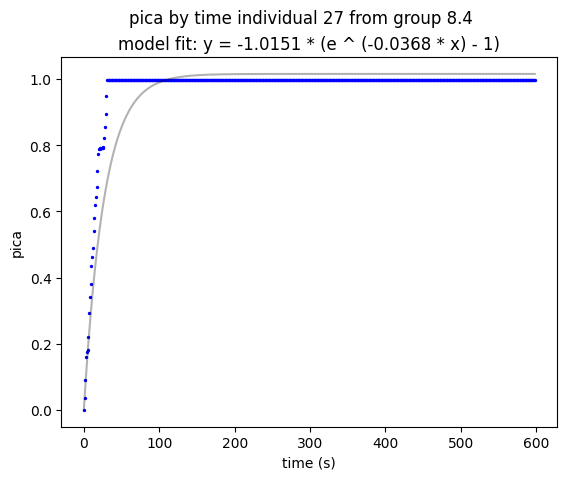 pica by time individual 27 from group 8.4
model fit: y = -1.0151 * (e ^ (-0.0368 * x) - 1)
1.0
0.8
0.6
0.4
0.2
0.0
pica
0 100 200 300 400 500 600
time (s)